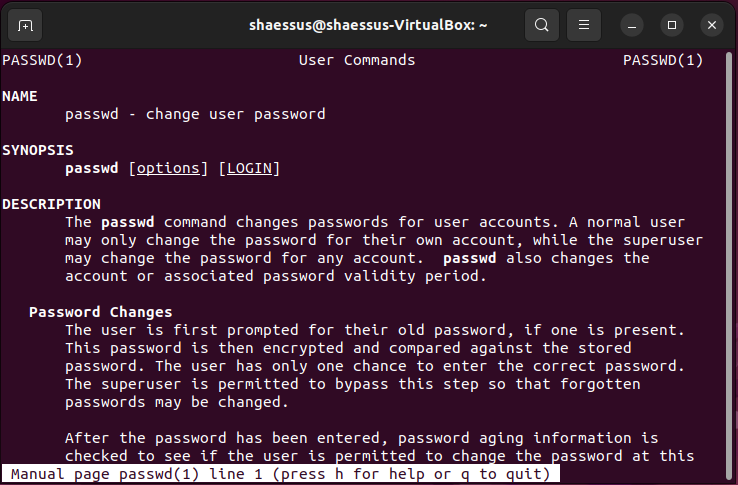 shaessus@shaessus-VirtualBox: ~
PASSWD(1) User Commands PASSWD(1)
NAME
passwd - change user password
SYNOPSIS
passwd [options] [LOGIN]
DESCRIPTION
The passwd command changes passwords for user accounts. A normal user
may only change the password for their own account, while the superuser
may change the password for any account.  passwd also changes the
account or associated password validity period.
Password Changes
The user is first prompted for their old password, if one is present.
This password is then encrypted and compared against the stored
password. The user has only one chance to enter the correct password.
The superuser is permitted to bypass this step so that forgotten
passwords may be changed.
After the password has been entered, password aging information is
checked to see if the user is permitted to change the password at this
Manual page passwd(1) line 1 (press h for help or q to quit)